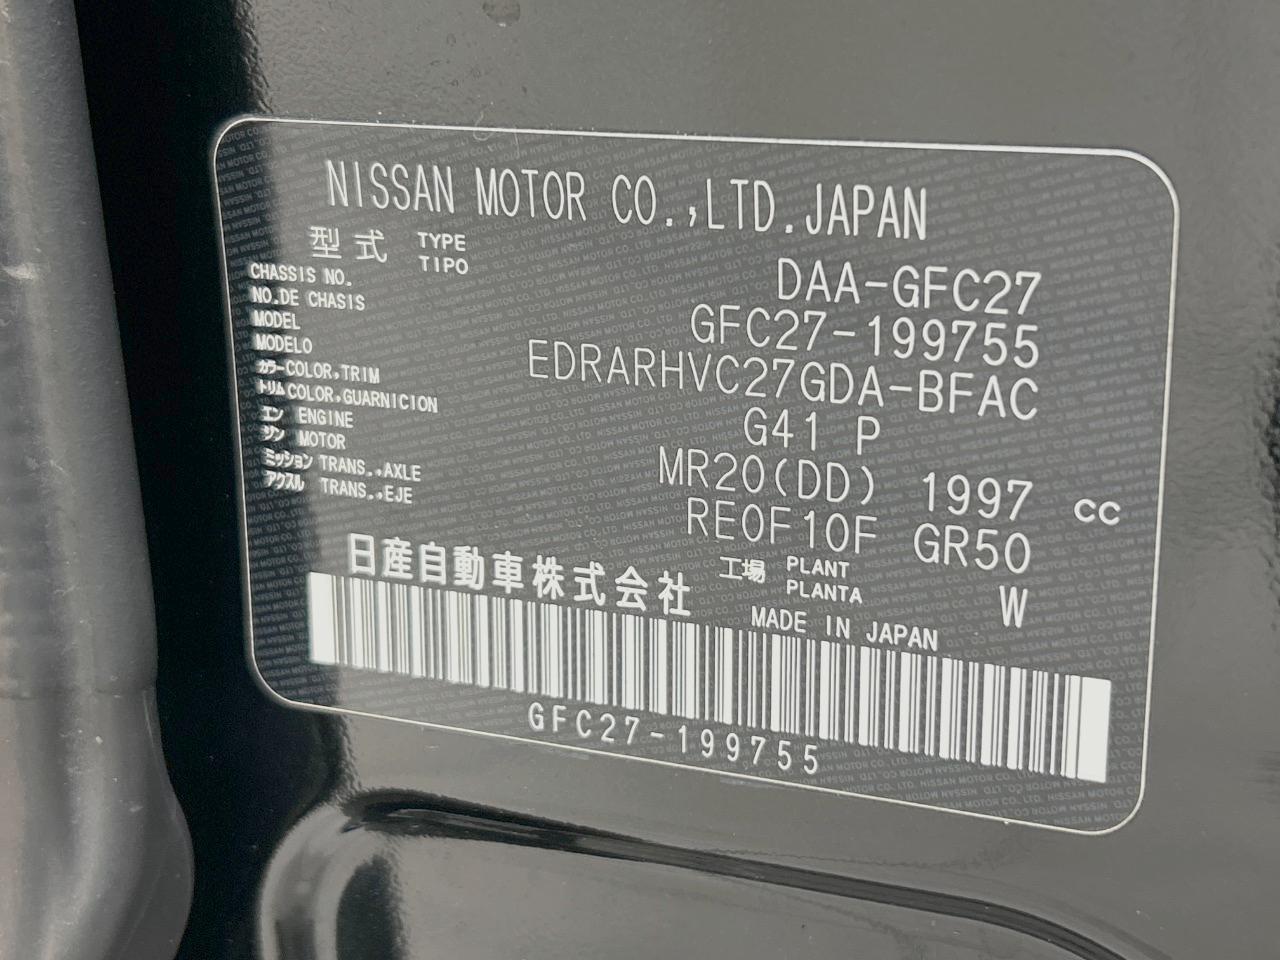 NISSAN MOTOR CO.,LTD.JAPAN
型式 TYPE TIPO DAA-GFC27
CHASSIS NO.
NO.DE CHASIS GFC27-199755
MODEL
MODELO EDRARHVC27GDA-BFAC
カラー COLOR,TRIM
トリム COLOR,GUARNICION G41 P
エン ENGINE
ジン MOTOR MR20(DD) 1997 cc
ミッション TRANS.,AXLE
アクスル TRANS.,EJE RE0F10F GR50
工場 PLANT
PLANTA W
日産自動車株式会社
MADE IN JAPAN
GFC27-199755